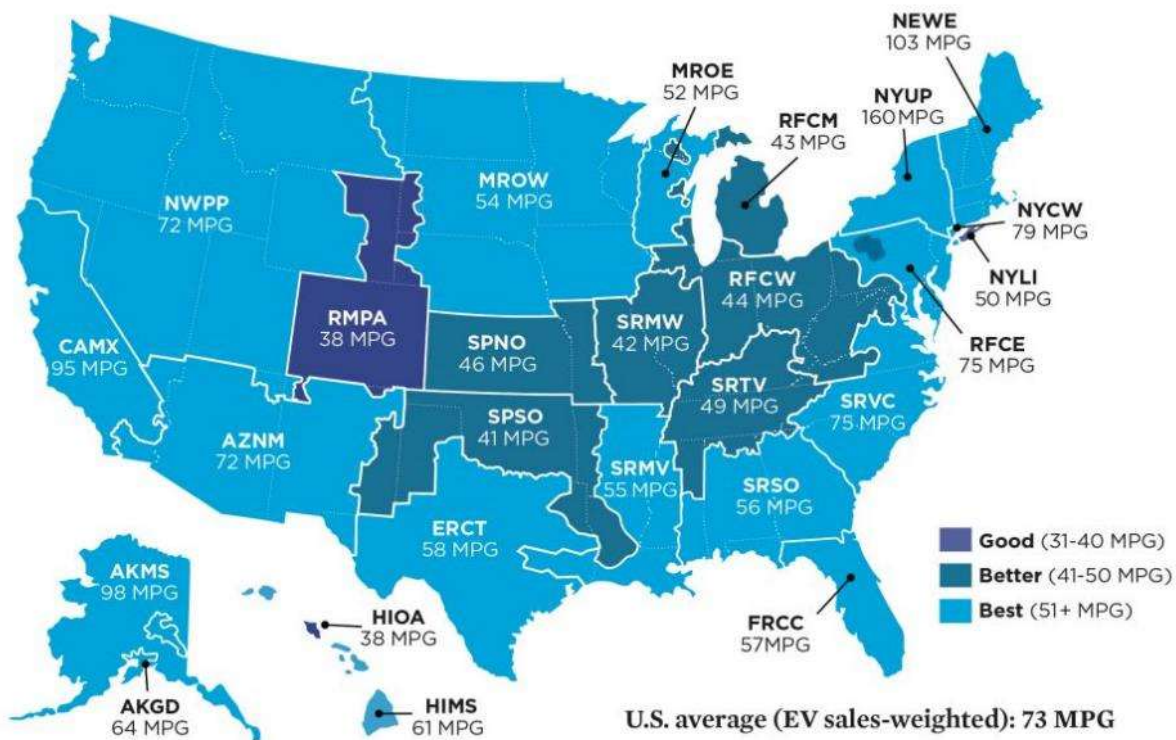 NEWE
103 MPG
MROE
52 MPG
NYUP
160 MPG
RFCM
43 MPG
NWPP
72 MPG
MROW
54 MPG
NYCW
79 MPG
NYLI
50 MPG
RFCW
44 MPG
RMPA
38 MPG
SRMW
42 MPG
SPNO
46 MPG
CAMX
95 MPG
RFCE
75 MPG
SRTV
49 MPG
SRVC
75 MPG
SPSO
41 MPG
AZNM
72 MPG
SRMV
55 MPG
SRSO
56 MPG
ERCT
58 MPG
Good (31-40 MPG)
Better (41-50 MPG)
Best (51+ MPG)
AKMS
98 MPG
HIOA
38 MPG
FRCC
57MPG
AKGD
64 MPG
HIMS
61 MPG
U.S. average (EV sales-weighted): 73 MPG